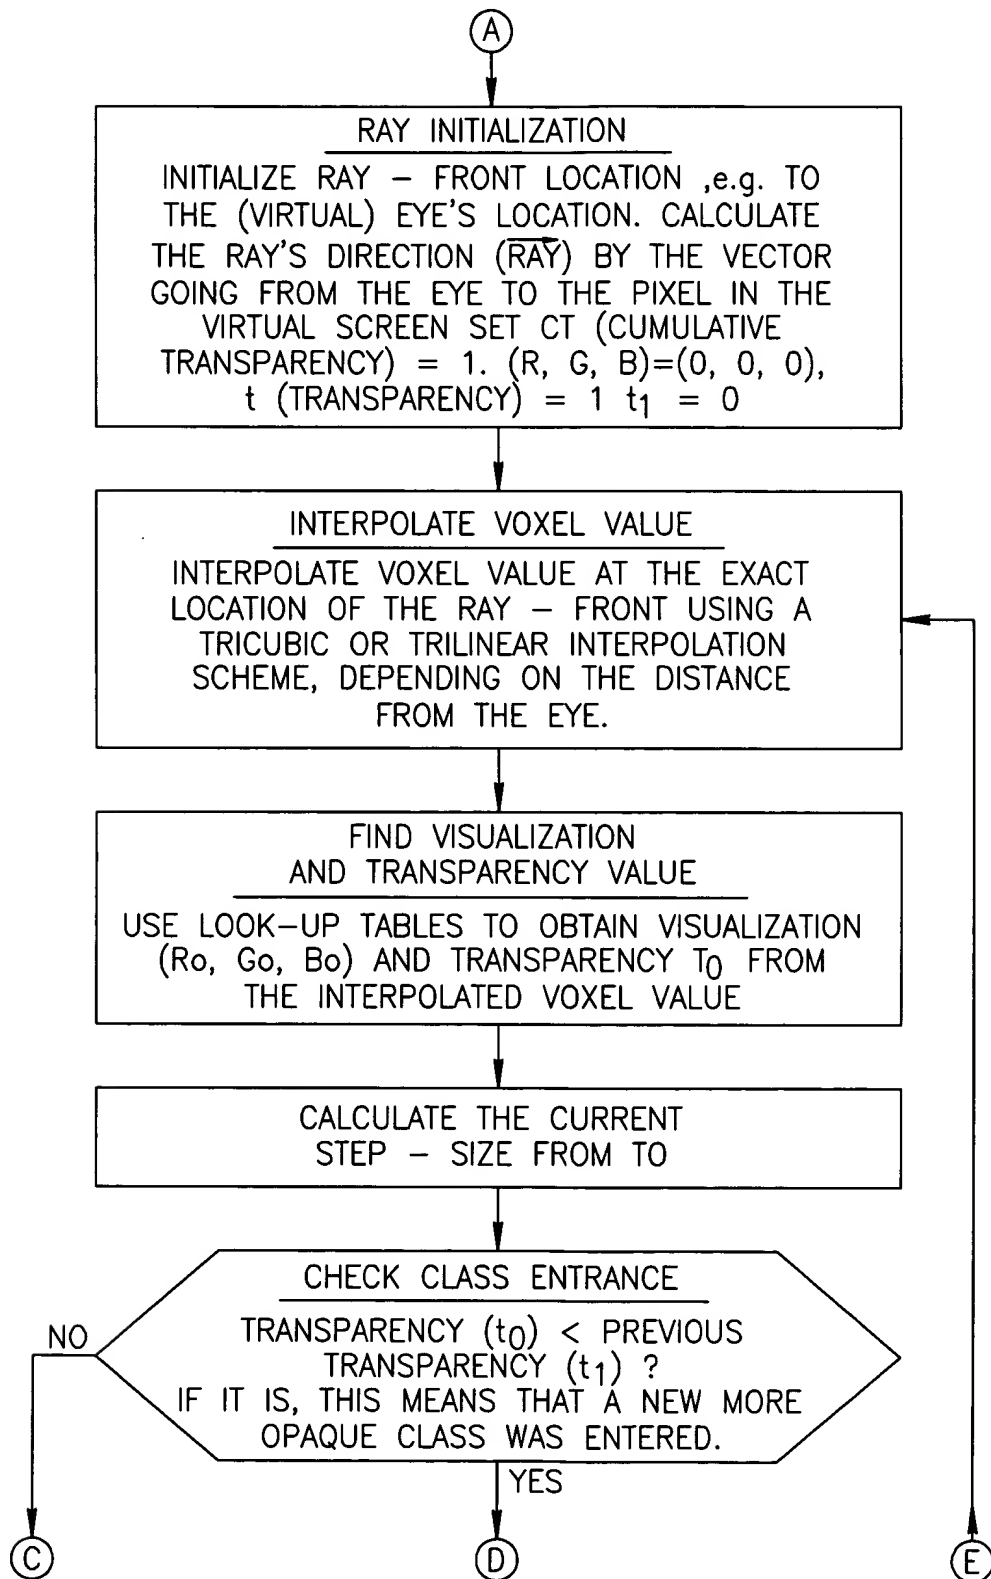 A
RAY INITIALIZATION
INITIALIZE RAY – FRONT LOCATION ,e.g. TO
THE (VIRTUAL) EYE'S LOCATION. CALCULATE
THE RAY'S DIRECTION (RAY) BY THE VECTOR
GOING FROM THE EYE TO THE PIXEL IN THE
VIRTUAL SCREEN SET CT (CUMULATIVE
TRANSPARENCY) = 1. (R, G, B)=(0, 0, 0),
t (TRANSPARENCY) = 1 t1 = 0
INTERPOLATE VOXEL VALUE
INTERPOLATE VOXEL VALUE AT THE EXACT
LOCATION OF THE RAY – FRONT USING A
TRICUBIC OR TRILINEAR INTERPOLATION
SCHEME, DEPENDING ON THE DISTANCE
FROM THE EYE.
FIND VISUALIZATION
AND TRANSPARENCY VALUE
USE LOOK–UP TABLES TO OBTAIN VISUALIZATION
(Ro, Go, Bo) AND TRANSPARENCY T0 FROM
THE INTERPOLATED VOXEL VALUE
CALCULATE THE CURRENT
STEP – SIZE FROM TO
CHECK CLASS ENTRANCE
TRANSPARENCY (t0) < PREVIOUS
TRANSPARENCY (t1) ?
IF IT IS, THIS MEANS THAT A NEW MORE
OPAQUE CLASS WAS ENTERED.
NO
YES
C
D
E